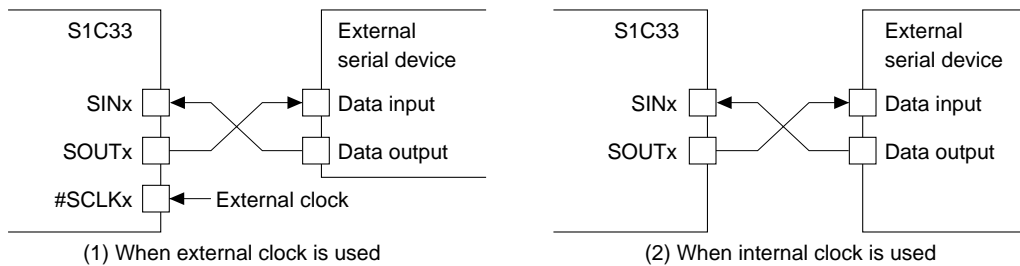 S1C33
External
serial device
SINx
Data input
SOUTx
Data output
#SCLKx
External clock
(1) When external clock is used
S1C33
External
serial device
SINx
Data input
SOUTx
Data output
(2) When internal clock is used